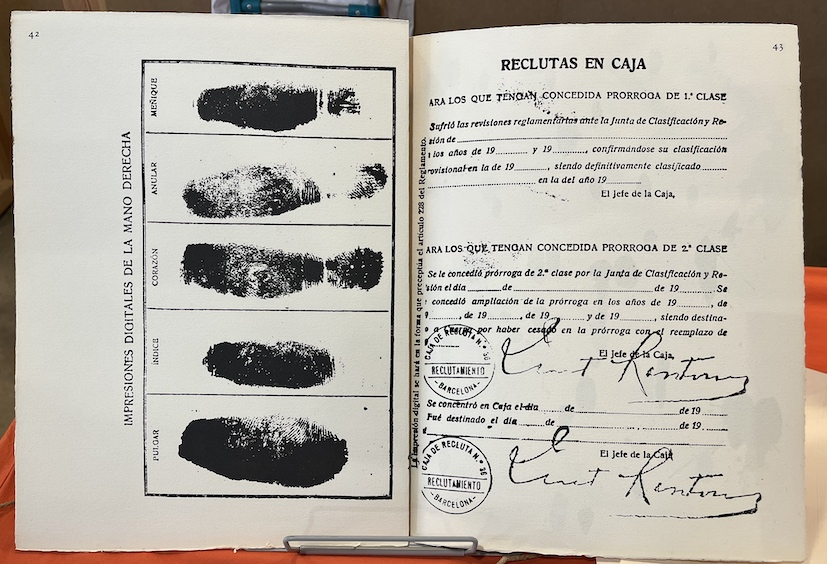 42
IMPRESIONES DIGITALES DE LA MANO DERECHA
MEÑIQUE
ANULAR
CORAZÓN
INDICE
PULGAR
43
RECLUTAS EN CAJA
ARA LOS QUE TENGAN CONCEDIDA PRORROGA DE 1.ª CLASE
Sufrió las revisiones reglamentarias ante la Junta de Clasificación y Re-
sión de
los años de 19 y 19, confirmándose su clasificación
rovisional en la de 19, siendo definitivamente clasificado
en la del año 19
El jefe de la Caja,
ARA LOS QUE TENGAN CONCEDIDA PRORROGA DE 2.ª CLASE
Se le concedió prórroga de 2.ª clase por la Junta de Clasificación y Re-
sión el día de de 19. Se
concedió ampliación de la prórroga en los años de 19, de
9, de 19, de 19 y de 19, siendo destina-
por haber cesado en la prórroga con el reemplazo de
El jefe de la Caja,
CAJA DE RECLUTA N.º 36
RECLUTAMIENTO
-BARCELONA-
Se concentró en Caja el día de de 19
Fué destinado el día de de 19.
El jefe de la Caja
CAJA DE RECLUTA N.º 36
RECLUTAMIENTO
-BARCELONA-
La impresión digital se hará en la forma que preceptúa el artículo 228 del Reglamento.